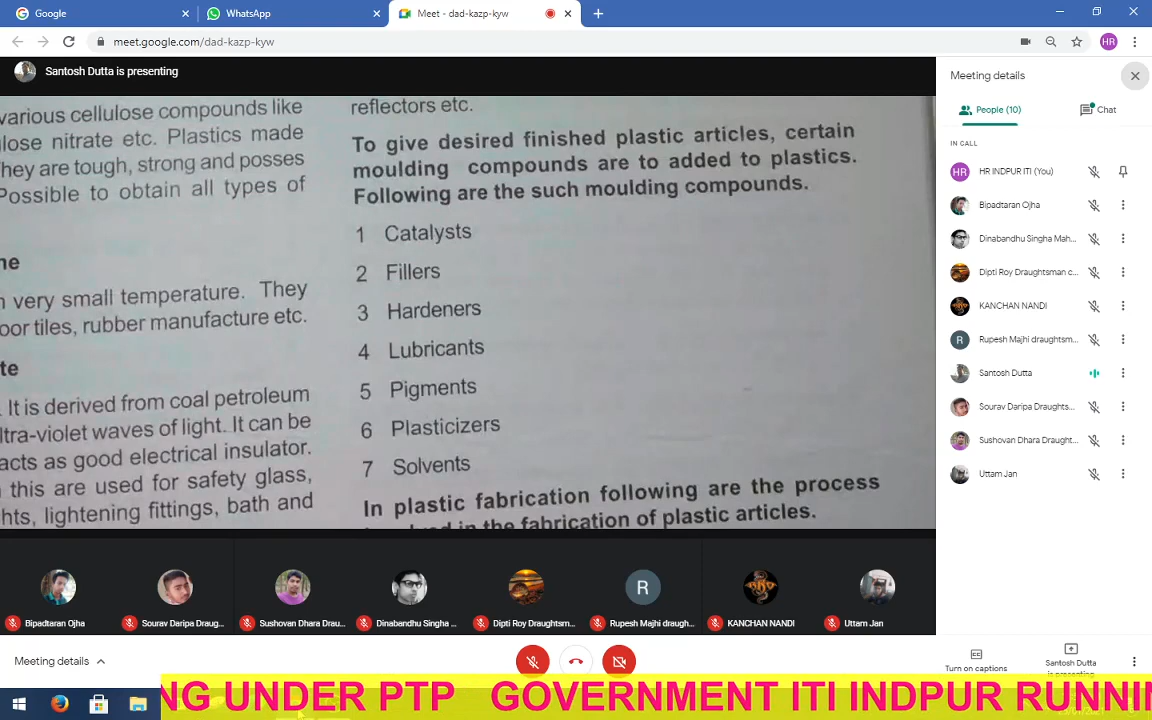 Google
WhatsApp
Meet - dad-kazp-kyw
meet.google.com/dad-kazp-kyw
HR
Santosh Dutta is presenting
various cellulose compounds like
lose nitrate etc. Plastics made
hey are tough, strong and posses
Possible to obtain all types of
ne
n very small temperature. They
oor tiles, rubber manufacture etc.
te
. It is derived from coal petroleum
ltra-violet waves of light. It can be
acts as good electrical insulator.
this are used for safety glass,
hts, lightening fittings, bath and
reflectors etc.
To give desired finished plastic articles, certain
moulding compounds are to added to plastics.
Following are the such moulding compounds.
1 Catalysts
2 Fillers
3 Hardeners
4 Lubricants
5 Pigments
6 Plasticizers
7 Solvents
In plastic fabrication following are the process
in the fabrication of plastic articles.
Meeting details
People (10)
Chat
IN CALL
HR
HR INDPUR ITI (You)
Bipadtaran Ojha
Dinabandhu Singha Mah...
Dipti Roy Draughtsman c...
KANCHAN NANDI
R
Rupesh Majhi draughtsm...
Santosh Dutta
Sourav Daripa Draughts...
Sushovan Dhara Draught...
Uttam Jan
R
Bipadtaran Ojha
Sourav Daripa Draug...
Sushovan Dhara Drau...
Dinabandhu Singha ...
Dipti Roy Draughtsm...
Rupesh Majhi draugh...
KANCHAN NANDI
Uttam Jan
Meeting details
Turn on captions
Santosh Dutta
is presenting
NG UNDER PTP GOVERNMENT ITI INDPUR RUNNIN